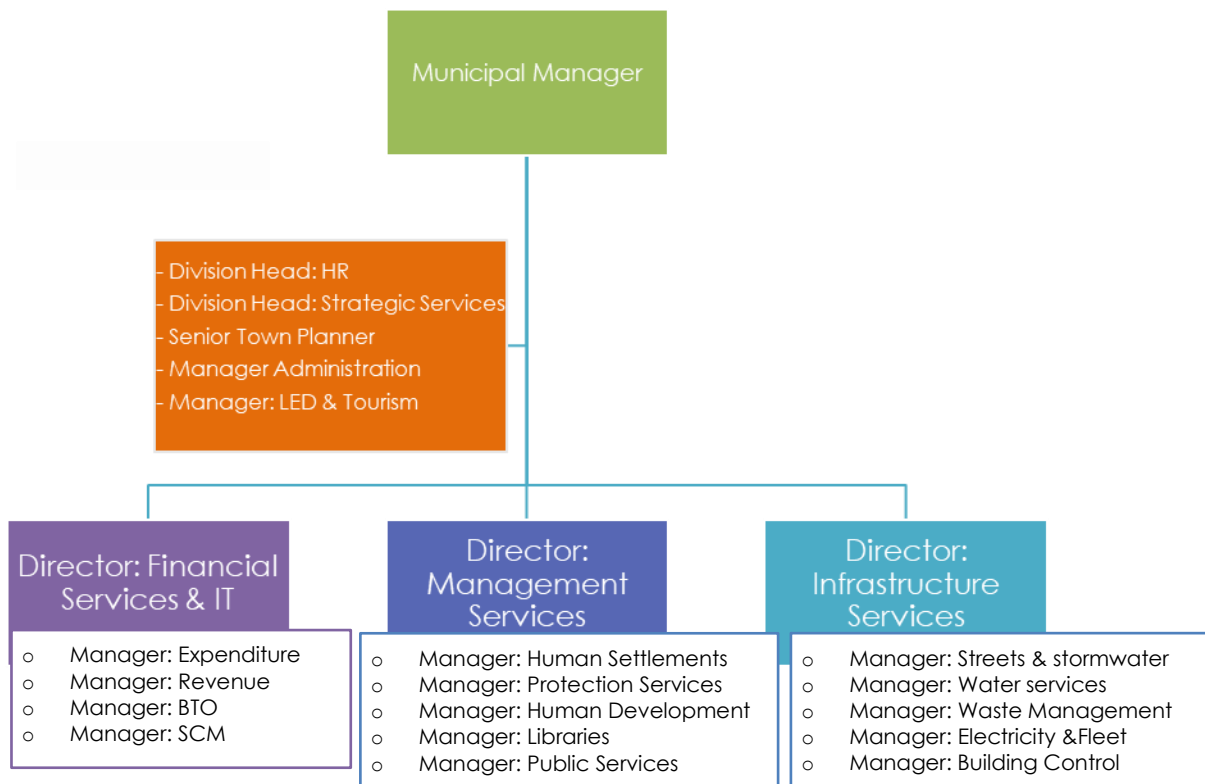 Municipal Manager
- Division Head: HR
- Division Head: Strategic Services
- Senior Town Planner
- Manager Administration
- Manager: LED & Tourism
Director: Financial
Services & IT
o Manager: Expenditure
o Manager: Revenue
o Manager: BTO
o Manager: SCM
Director:
Management
Services
o Manager: Human Settlements
o Manager: Protection Services
o Manager: Human Development
o Manager: Libraries
o Manager: Public Services
Director:
Infrastructure
Services
o Manager: Streets & stormwater
o Manager: Water services
o Manager: Waste Management
o Manager: Electricity &Fleet
o Manager: Building Control